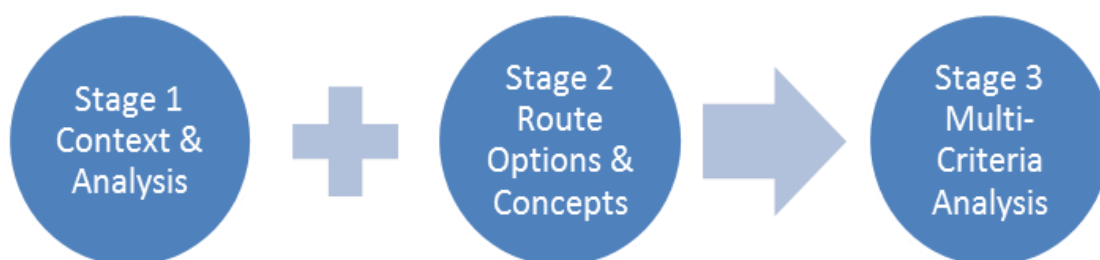 Stage 1
Context &
Analysis
Stage 2
Route
Options &
Concepts
Stage 3
Multi-
Criteria
Analysis